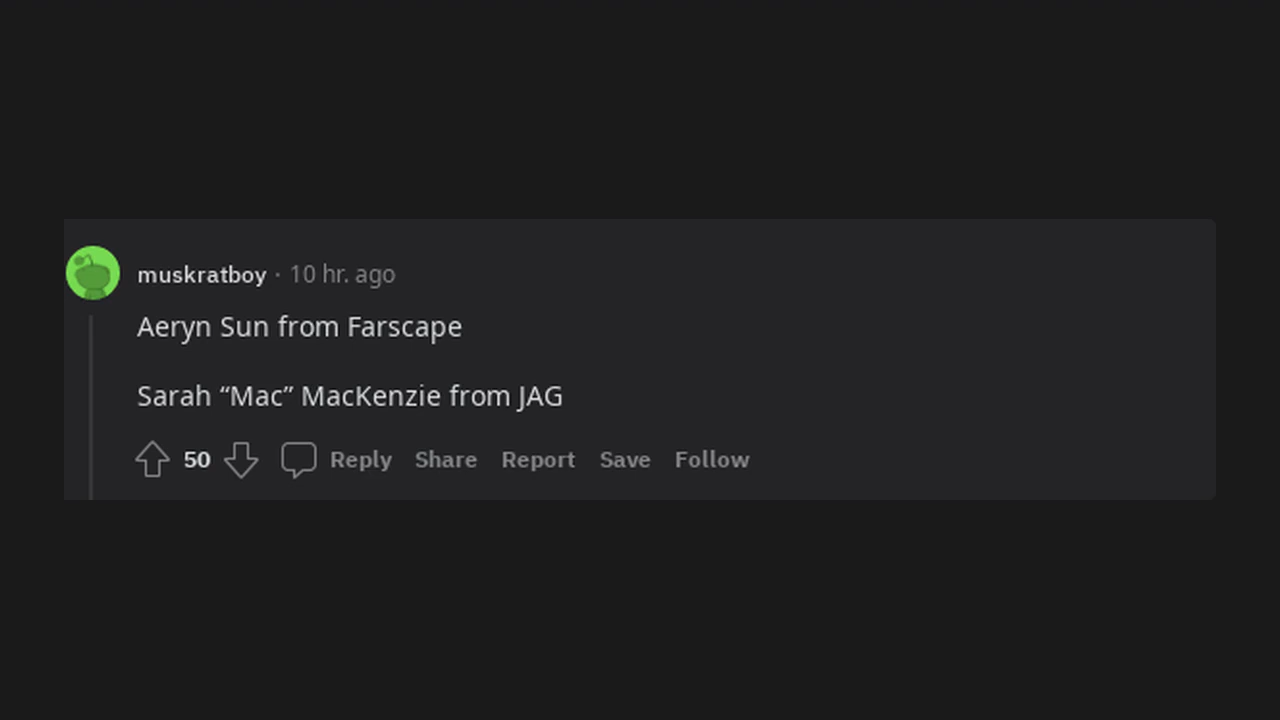 muskratboy · 10 hr. ago
Aeryn Sun from Farscape
Sarah “Mac” MacKenzie from JAG
50 Reply Share Report Save Follow